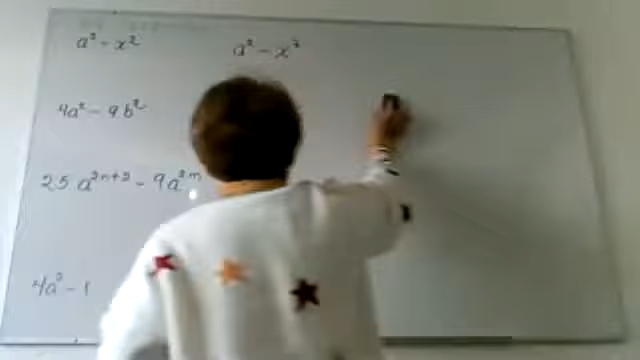 a² - x²
a² - x²
4a² - 9b²
25 a²ⁿ⁺² - 9a²ᵐ
4a² - 1